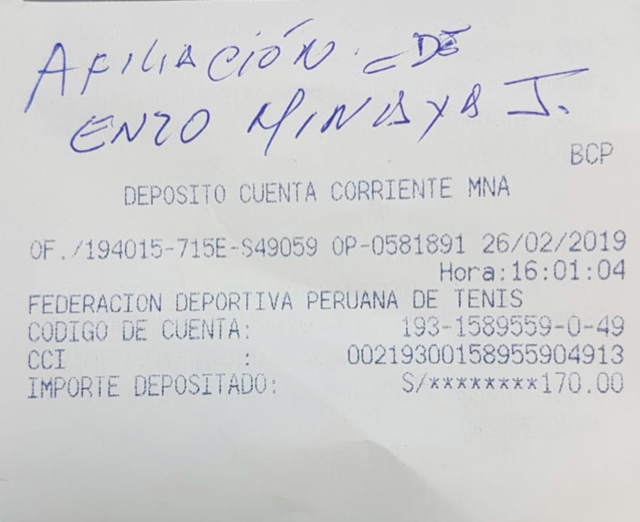 AFILIACIÓN. DE
ENZO MINAYA J.
BCP
DEPOSITO CUENTA CORRIENTE MNA
OF./194015-715E-S49059 OP-0581891 26/02/2019
Hora:16:01:04
FEDERACION DEPORTIVA PERUANA DE TENIS
CODIGO DE CUENTA: 193-1589559-0-49
CCI : 00219300158955904913
IMPORTE DEPOSITADO: S/********170.00